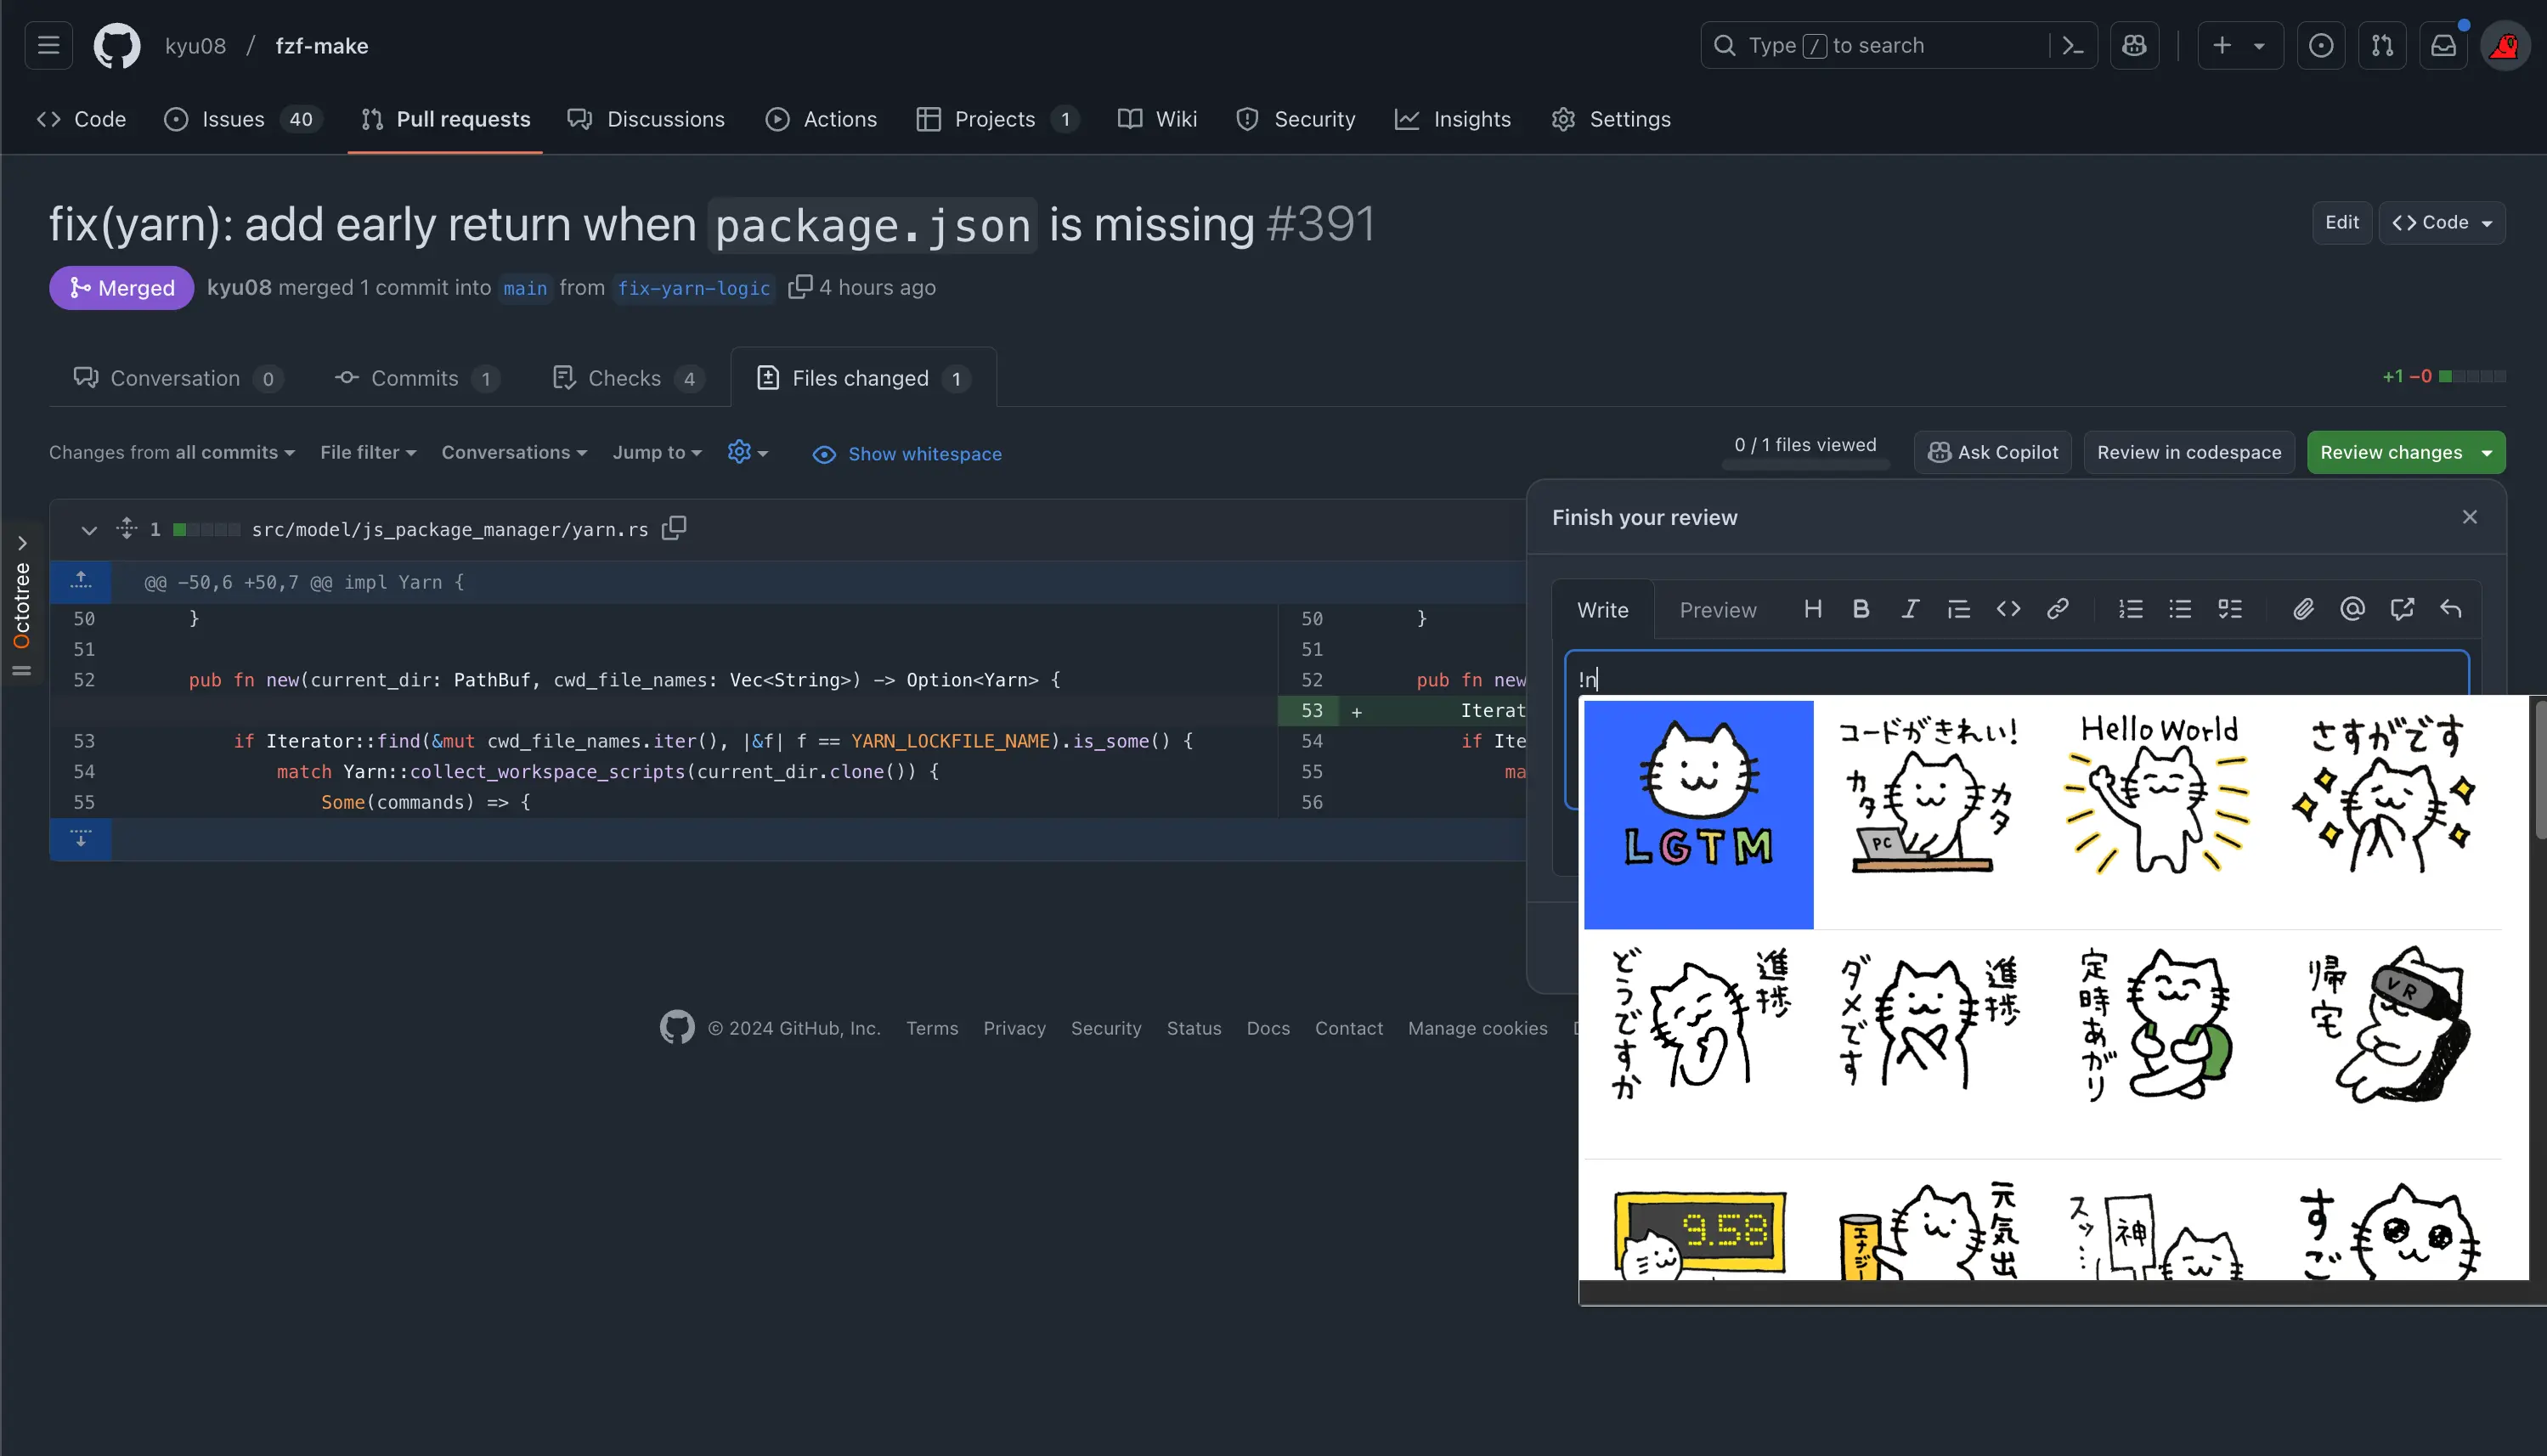 kyu08 / fzf-make
Type / to search
Code
Issues 40
Pull requests
Discussions
Actions
Projects 1
Wiki
Security
Insights
Settings
fix(yarn): add early return when package.json is missing #391
Edit
Code
Merged
kyu08 merged 1 commit into main from fix-yarn-logic 4 hours ago
Conversation 0
Commits 1
Checks 4
Files changed 1
+1 −0
Changes from all commits
File filter
Conversations
Jump to
Show whitespace
0 / 1 files viewed
Ask Copilot
Review in codespace
Review changes
Octotree
1 src/model/js_package_manager/yarn.rs
@@ -50,6 +50,7 @@ impl Yarn {
50 }
51
52 pub fn new(current_dir: PathBuf, cwd_file_names: Vec<String>) -> Option<Yarn> {
53 if Iterator::find(&mut cwd_file_names.iter(), |&f| f == YARN_LOCKFILE_NAME).is_some() {
54 match Yarn::collect_workspace_scripts(current_dir.clone()) {
55 Some(commands) => {
50 }
51
52 pub fn new
53 + Iterat
54 if Ite
55 ma
56
Finish your review
Write
Preview
!n
LGTM
コードがきれい!
カタ
カタ
PC
Hello World
さすがです
進捗
どうですか
進捗
ダメです
定時あがり
帰宅
VR
9.58
元気出
エナジー
スッ…
神
すご
© 2024 GitHub, Inc.
Terms
Privacy
Security
Status
Docs
Contact
Manage cookies